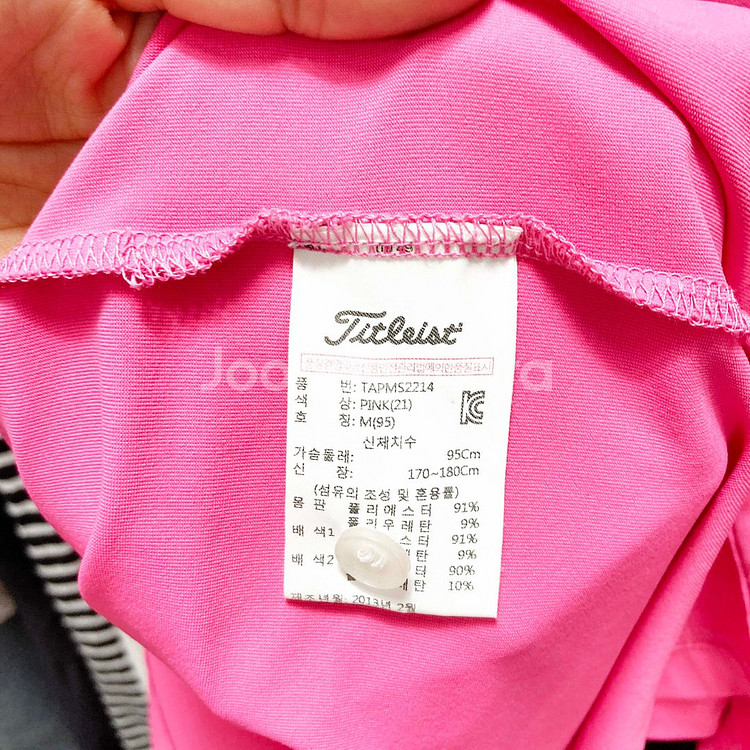 Titleist
품 번: TAPMS2214
색 상: PINK(21)
호 칭: M(95)
신체치수
가슴둘레: 95Cm
신 장: 170~180Cm
(섬유의 조성 및 혼용률)
몸 판 폴리에스터 91%
폴리우레탄 9%
배 색1 스터 91%
레탄 9%
배 색2 90%
우레탄 10%
제조년월: 2013년 2월